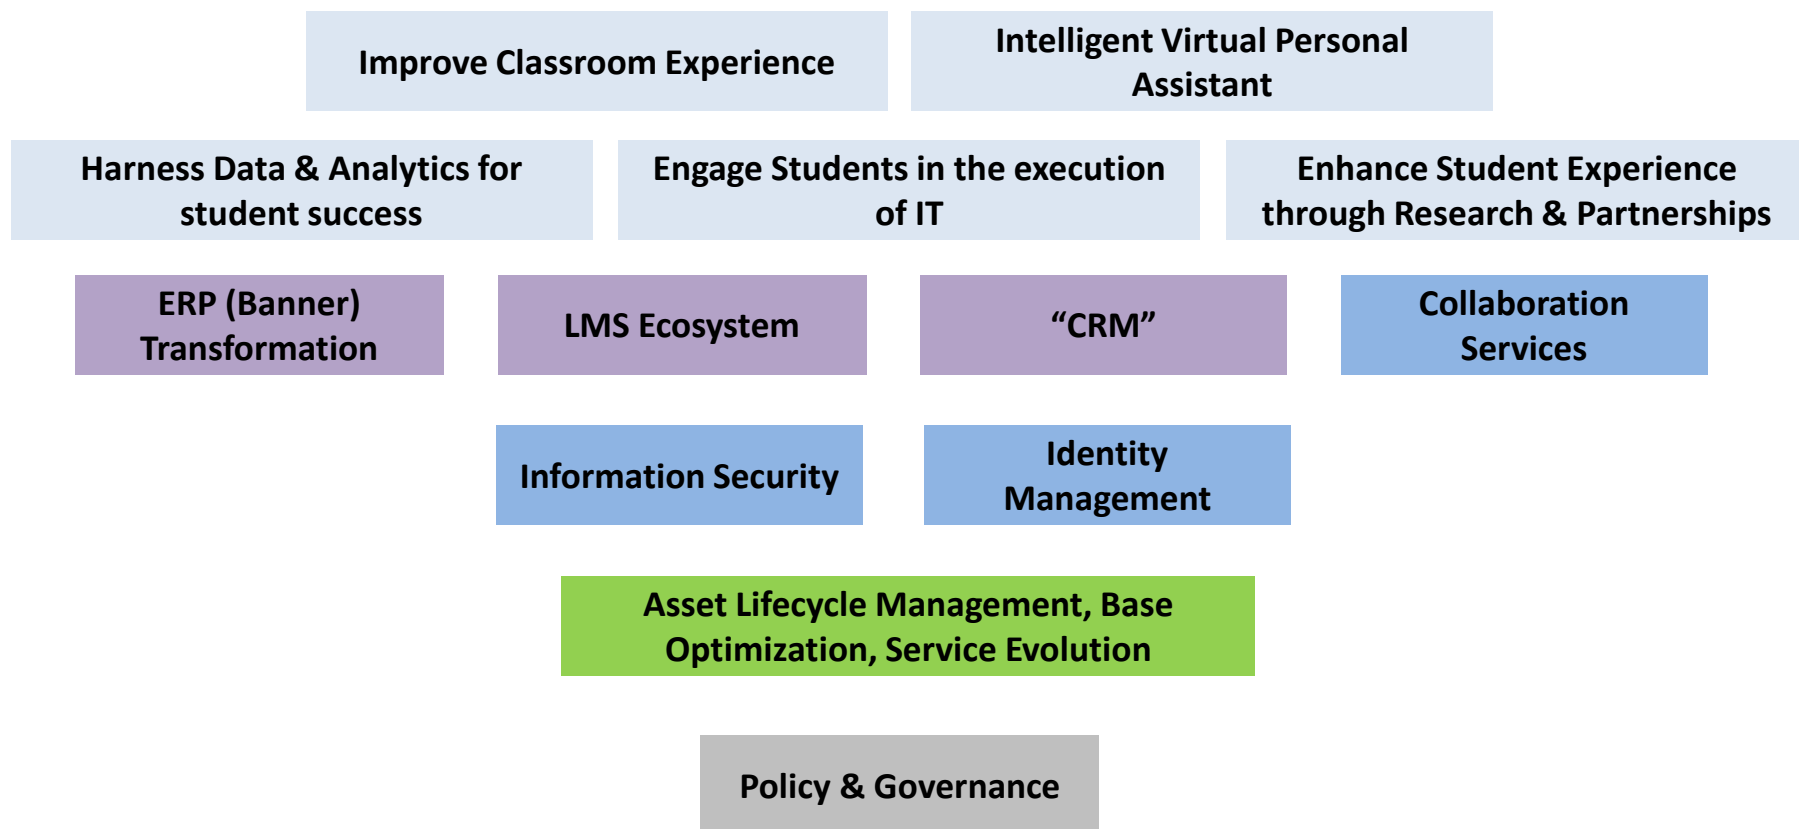 Improve Classroom Experience
Intelligent Virtual Personal
Assistant
Harness Data & Analytics for
student success
Engage Students in the execution
of IT
Enhance Student Experience
through Research & Partnerships
ERP (Banner)
Transformation
LMS Ecosystem
“CRM”
Collaboration
Services
Information Security
Identity
Management
Asset Lifecycle Management, Base
Optimization, Service Evolution
Policy & Governance